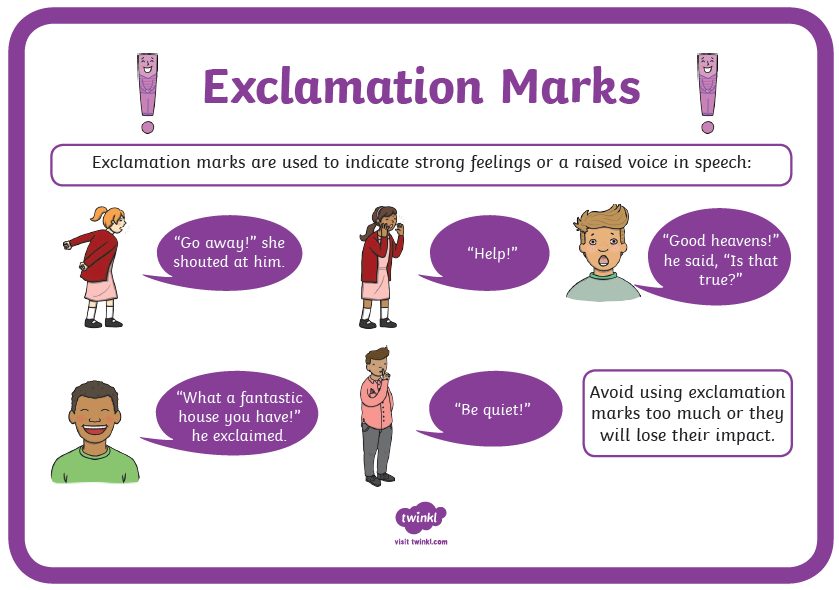 Exclamation Marks
Exclamation marks are used to indicate strong feelings or a raised voice in speech:
“Go away!” she
shouted at him.
“Help!”
“Good heavens!”
he said, “Is that
true?”
“What a fantastic
house you have!”
he exclaimed.
“Be quiet!”
Avoid using exclamation
marks too much or they
will lose their impact.
twinkl
visit twinkl.com